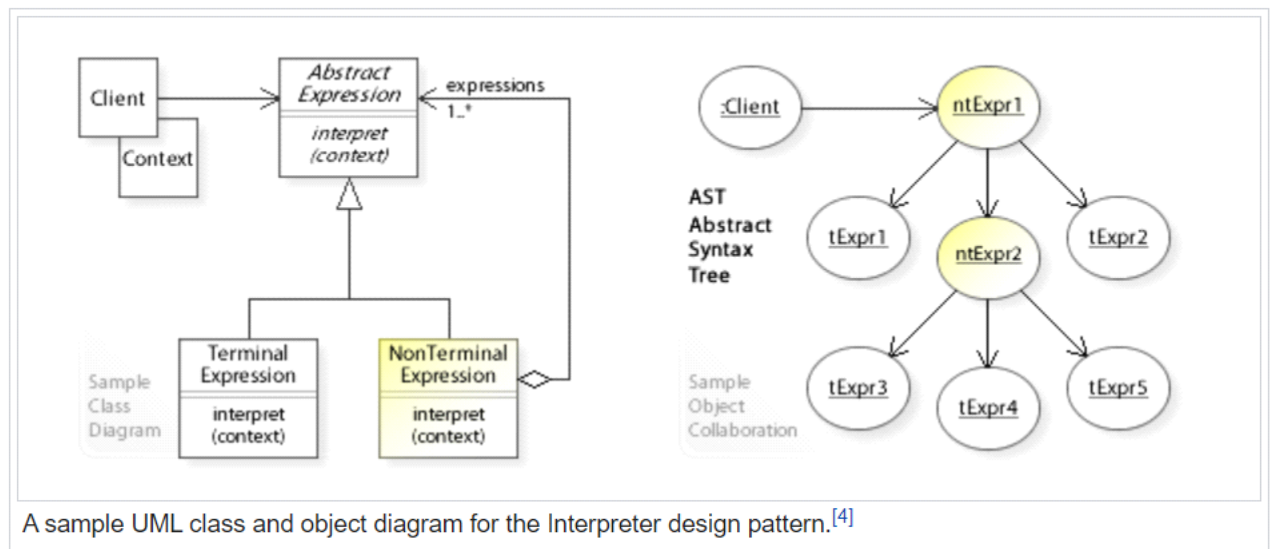 Client
Context
Abstract
Expression
interpret
(context)
expressions
1..*
Terminal
Expression
interpret
(context)
NonTerminal
Expression
interpret
(context)
Sample
Class
Diagram
:Client
ntExpr1
AST
Abstract
Syntax
Tree
tExpr1
ntExpr2
tExpr2
tExpr3
tExpr4
tExpr5
Sample
Object
Collaboration
A sample UML class and object diagram for the Interpreter design pattern.[4]